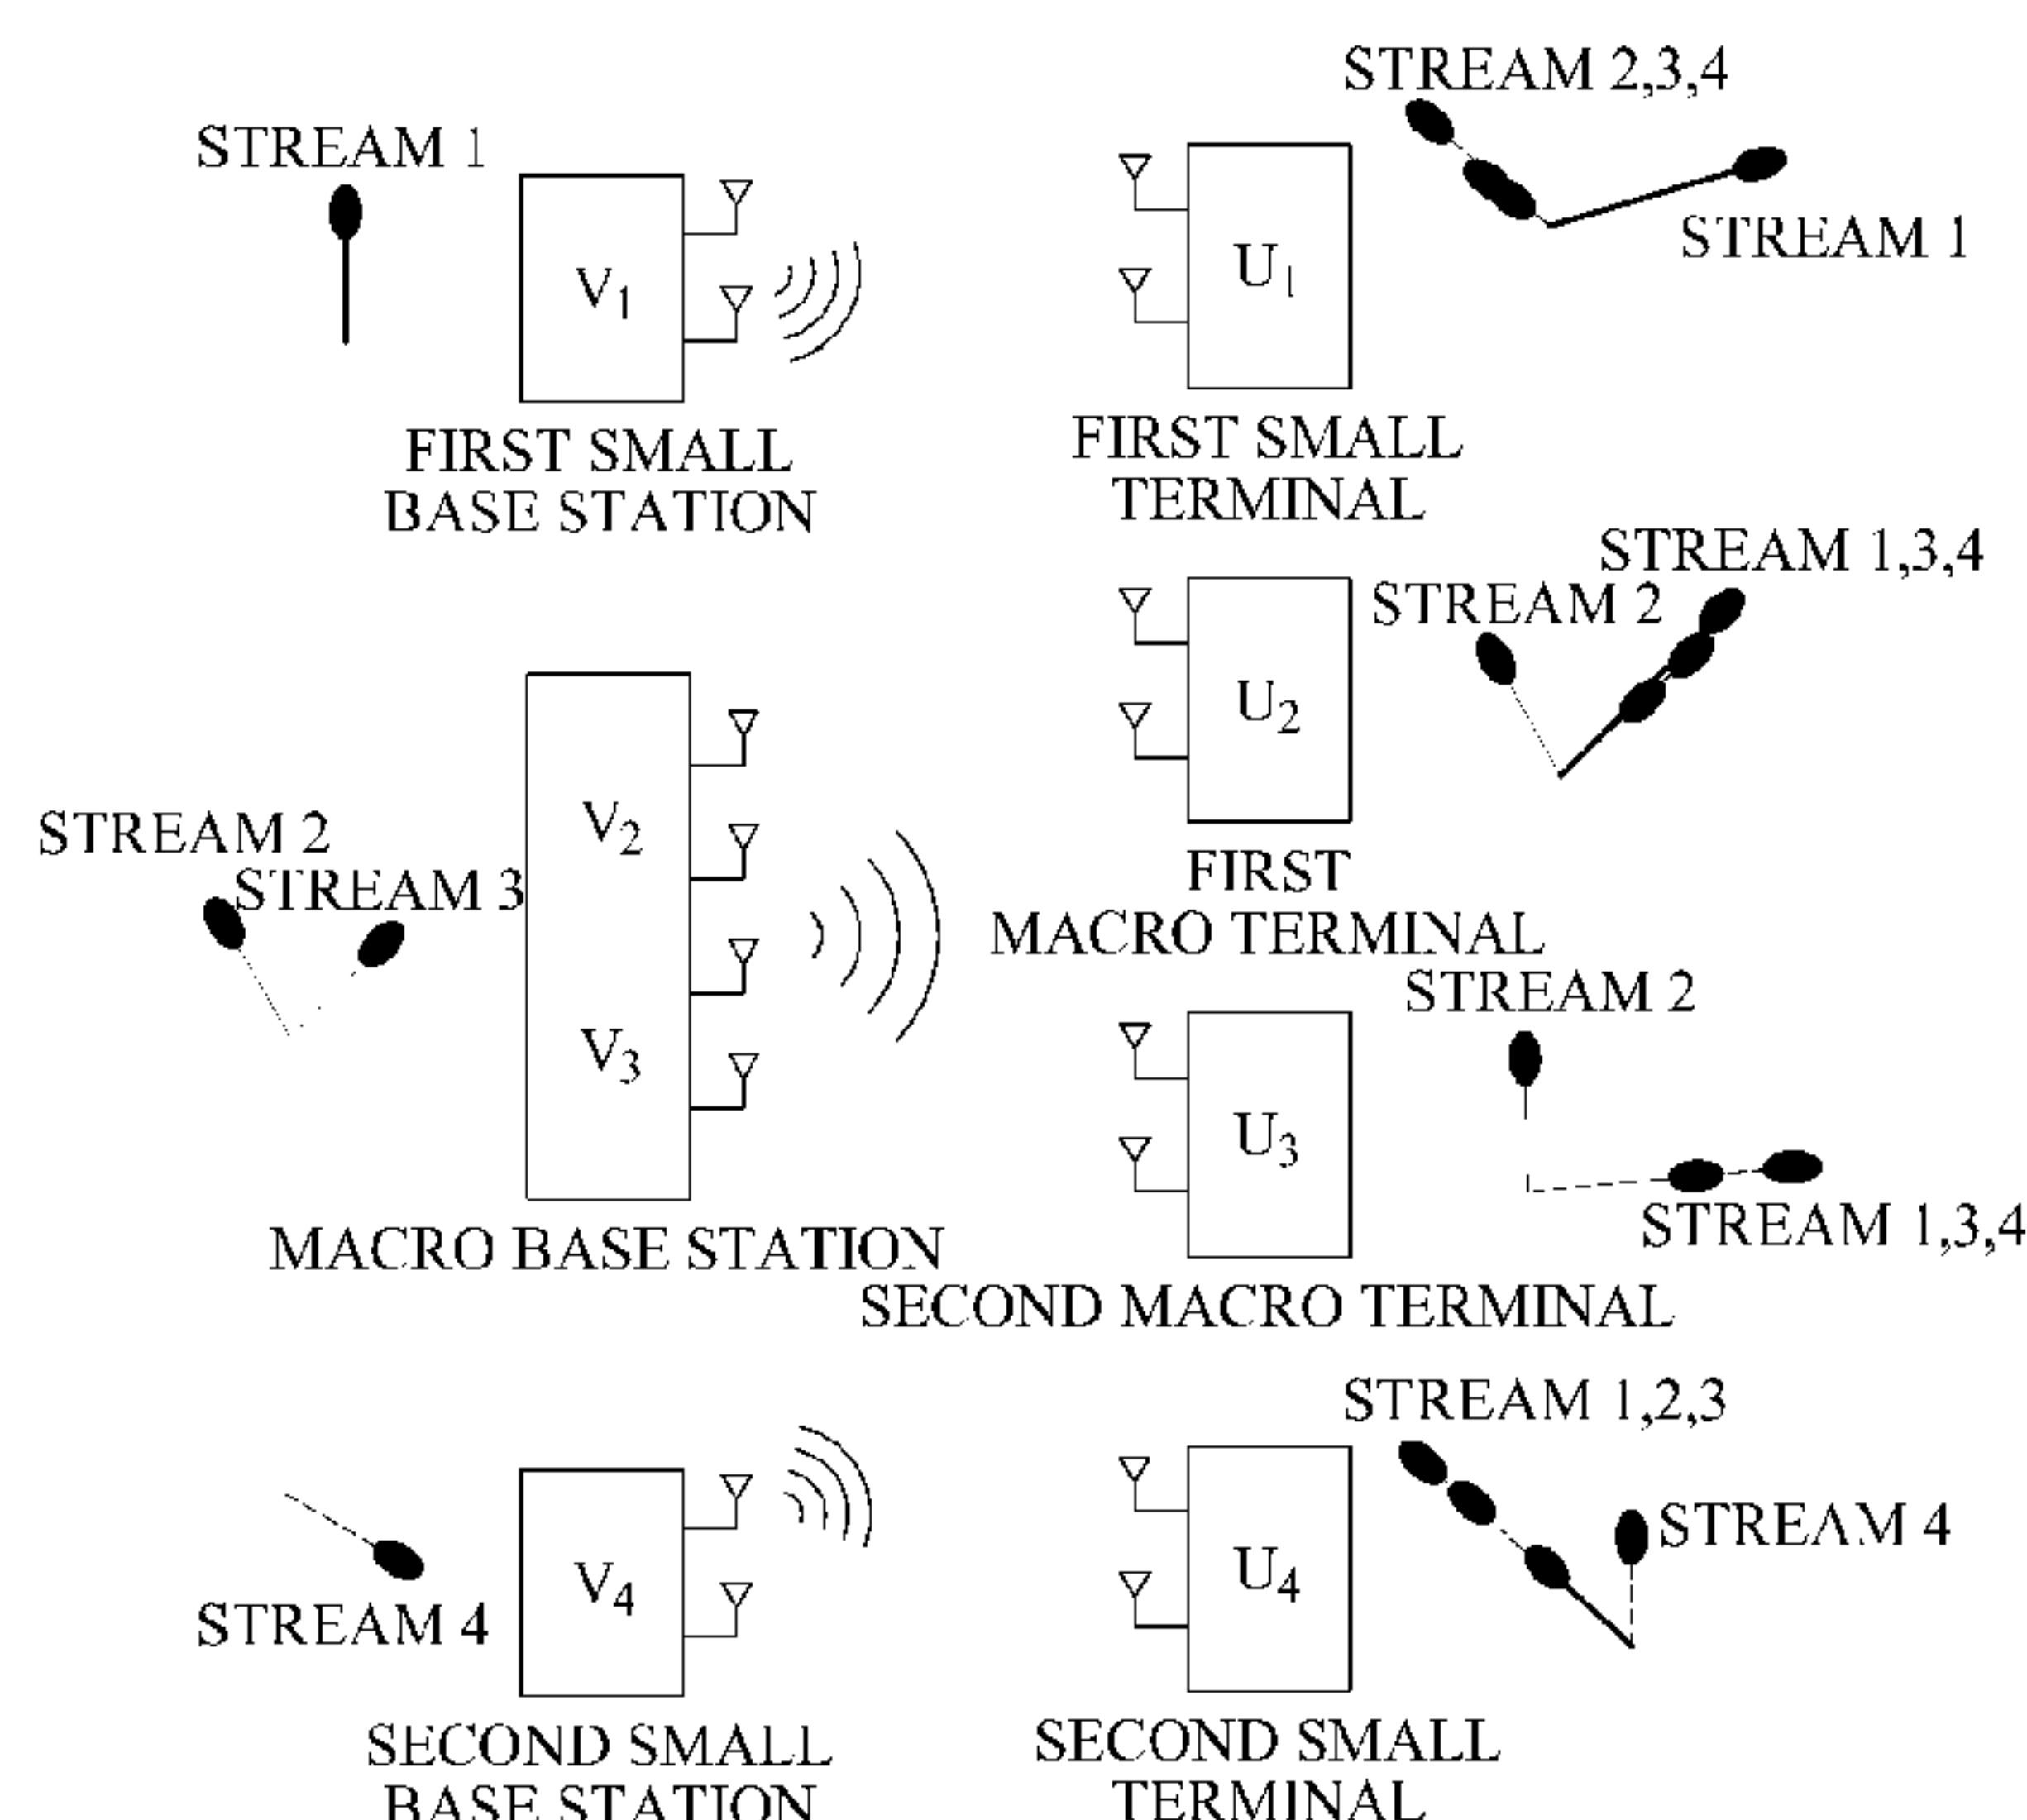 STREAM 2,3,4
STREAM 1
V1
U1
STREAM 1
FIRST SMALL
BASE STATION
FIRST SMALL
TERMINAL
STREAM 1,3,4
STREAM 2
U2
STREAM 2
STREAM 3
V2
V3
FIRST
MACRO TERMINAL
STREAM 2
U3
STREAM 1,3,4
MACRO BASE STATION
SECOND MACRO TERMINAL
STREAM 1,2,3
STREAM 4
V4
U4
STREAM 4
SECOND SMALL
BASE STATION
SECOND SMALL
TERMINAL